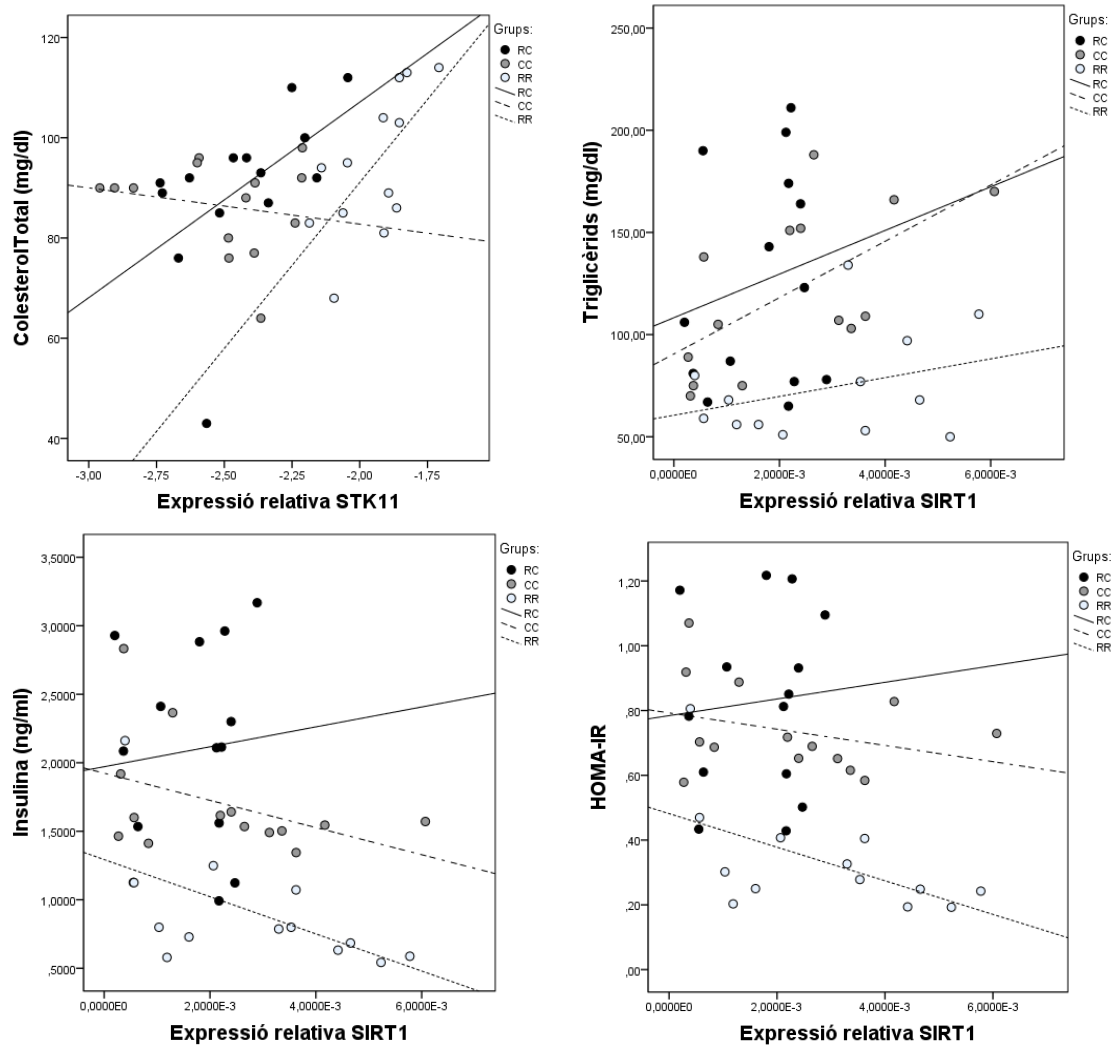 120
100
80
60
40
ColesterolTotal (mg/dl)
-3,00
-2,75
-2,50
-2,25
-2,00
-1,75
Expressió relativa STK11
Grups:
RC
CC
RR
RC
CC
RR
250,00
200,00
150,00
100,00
50,00
Triglicèrids (mg/dl)
0,0000E0
2,0000E-3
4,0000E-3
6,0000E-3
Expressió relativa SIRT1
Grups:
RC
CC
RR
RC
CC
RR
3,5000
3,0000
2,5000
2,0000
1,5000
1,0000
,5000
Insulina (ng/ml)
0,0000E0
2,0000E-3
4,0000E-3
6,0000E-3
Expressió relativa SIRT1
Grups:
RC
CC
RR
RC
CC
RR
1,20
1,00
,80
,60
,40
,20
,00
HOMA-IR
0,0000E0
2,0000E-3
4,0000E-3
6,0000E-3
Expressió relativa SIRT1
Grups:
RC
CC
RR
RC
CC
RR